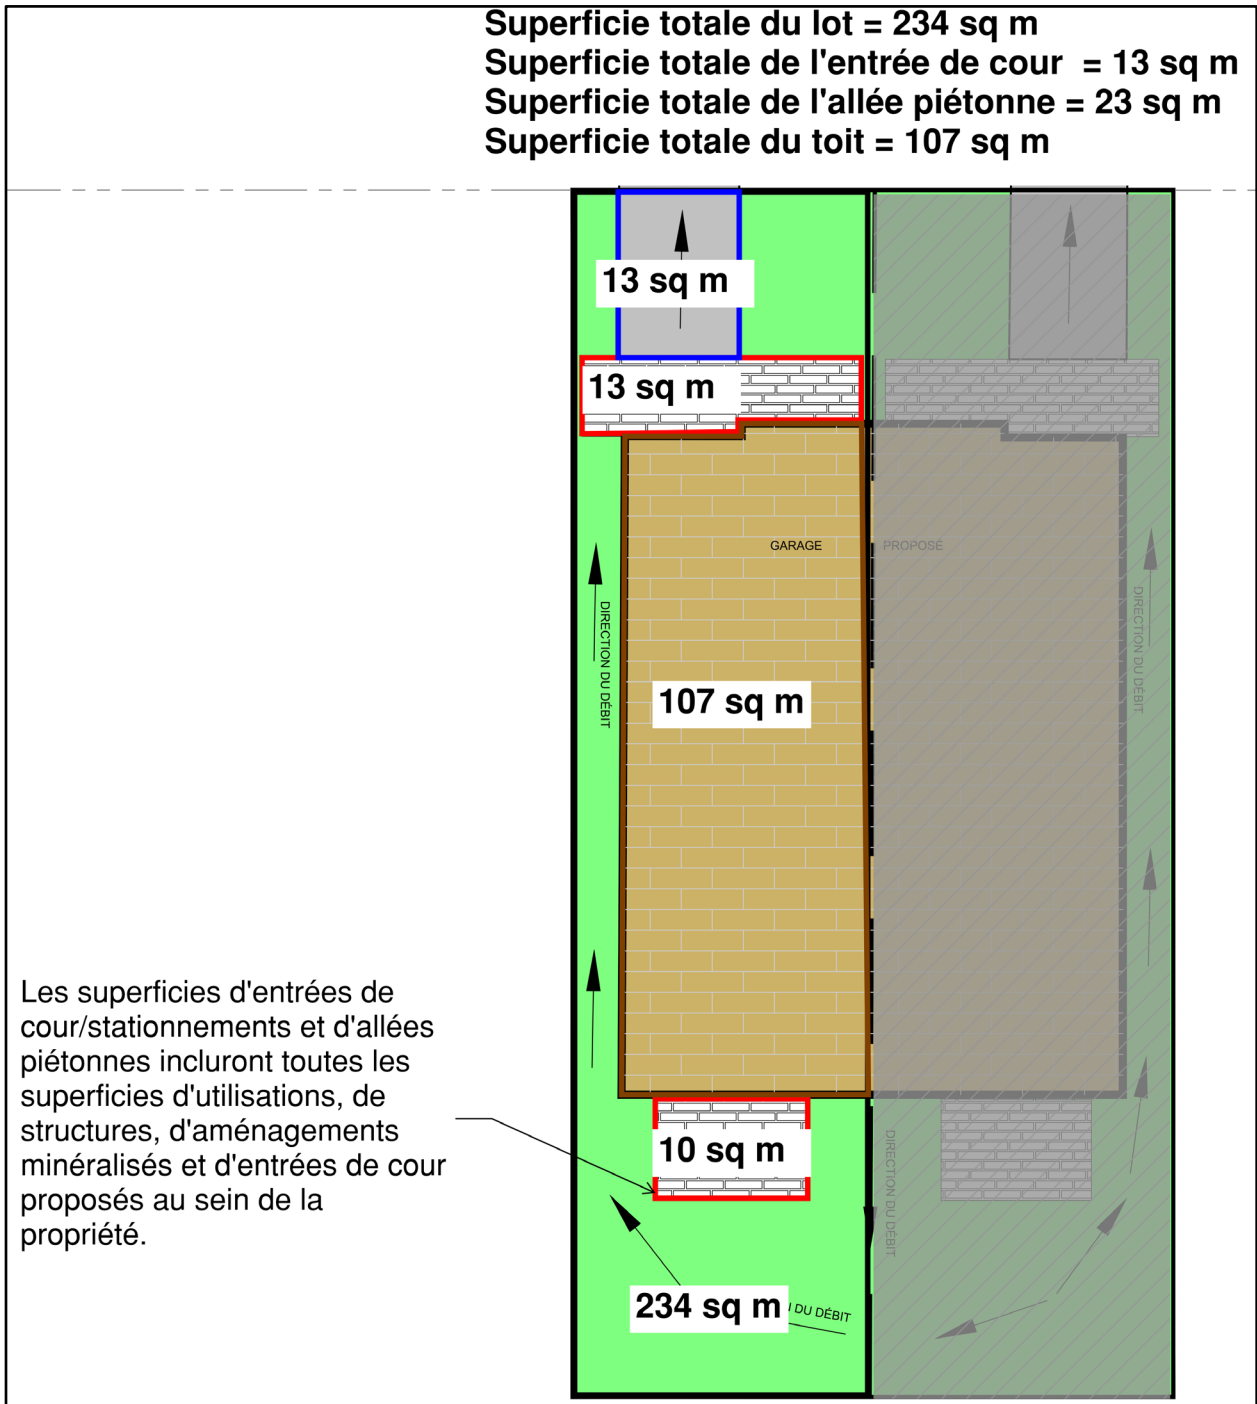 Superficie totale du lot = 234 sq m
Superficie totale de l'entrée de cour = 13 sq m
Superficie totale de l'allée piétonne = 23 sq m
Superficie totale du toit = 107 sq m
13 sq m
13 sq m
GARAGE
PROPOSÉ
DIRECTION DU DÉBIT
DIRECTION DU DÉBIT
107 sq m
Les superficies d'entrées de
cour/stationnements et d'allées
piétonnes incluront toutes les
superficies d'utilisations, de
structures, d'aménagements
minéralisés et d'entrées de cour
proposés au sein de la
propriété.
10 sq m
DIRECTION DU DÉBIT
234 sq m
DU DÉBIT